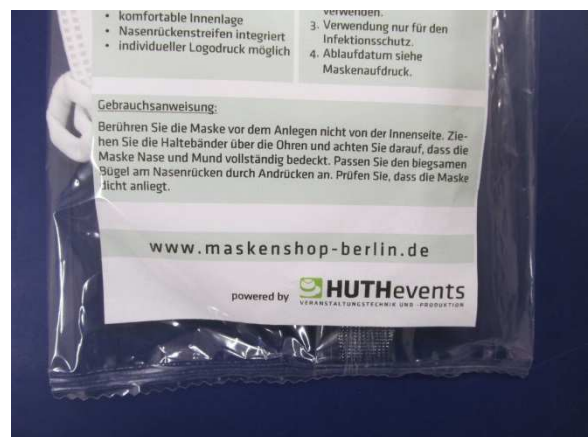 • komfortable Innenlage
• Nasenrückenstreifen integriert
• individueller Logodruck möglich
verwenden.
3. Verwendung nur für den
Infektionsschutz.
4. Ablaufdatum siehe
Maskenaufdruck.
Gebrauchsanweisung:
Berühren Sie die Maske vor dem Anlegen nicht von der Innenseite. Zie-
hen Sie die Haltebänder über die Ohren und achten Sie darauf, dass die
Maske Nase und Mund vollständig bedeckt. Passen Sie den biegsamen
Bügel am Nasenrücken durch Andrücken an. Prüfen Sie, dass die Maske
dicht anliegt.
www.maskenshop-berlin.de
powered by HUTHevents
VERANSTALTUNGSTECHNIK UND -PRODUKTION